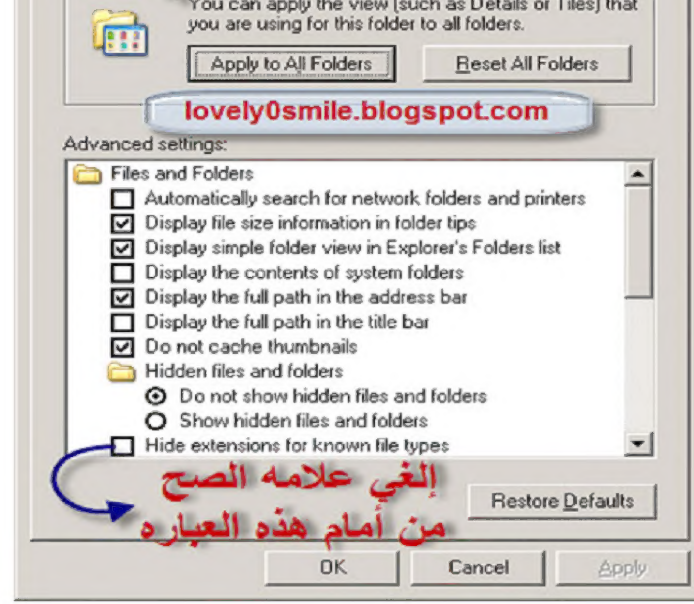 You can apply the view (such as Details or Tiles) that
you are using for this folder to all folders.
Apply to All Folders
Reset All Folders
lovely0smile.blogspot.com
Advanced settings:
Files and Folders
Automatically search for network folders and printers
Display file size information in folder tips
Display simple folder view in Explorer's Folders list
Display the contents of system folders
Display the full path in the address bar
Display the full path in the title bar
Do not cache thumbnails
Hidden files and folders
Do not show hidden files and folders
Show hidden files and folders
Hide extensions for known file types
إلغي علامه الصح
من أمام هذه العباره
Restore Defaults
OK
Cancel
Apply